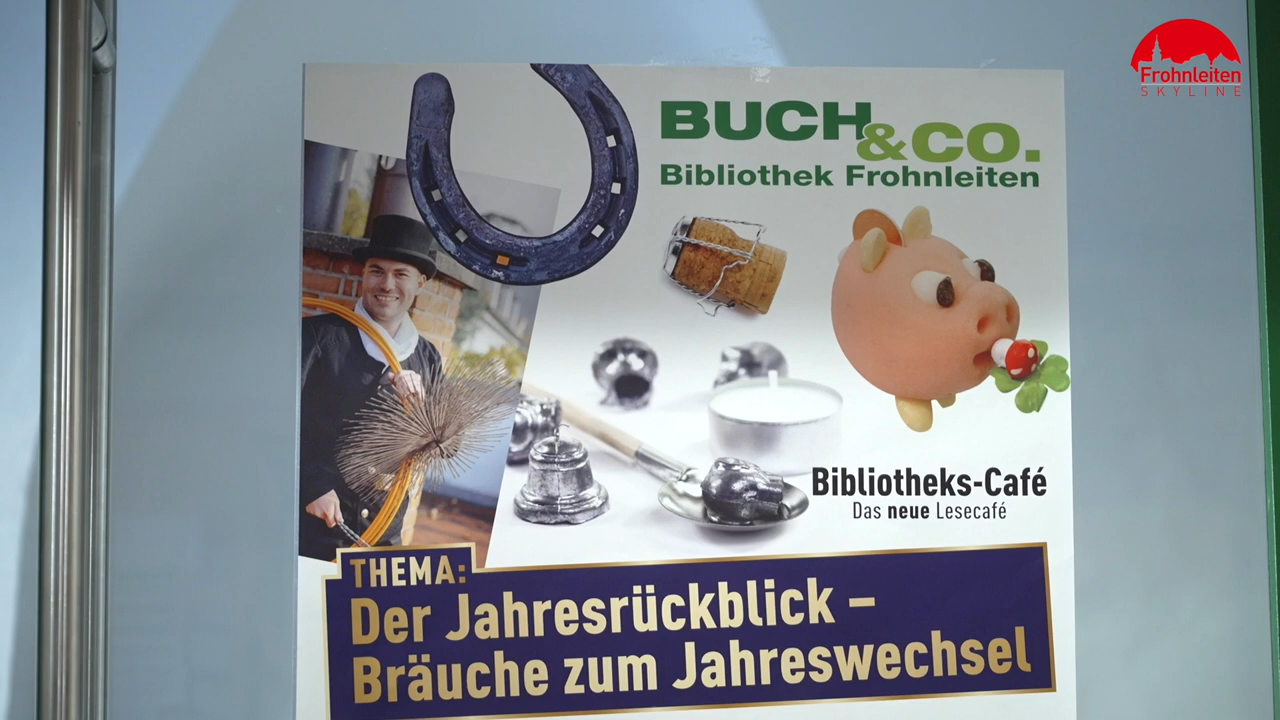 Frohnleiten
SKYLINE
BUCH
&CO.
Bibliothek Frohnleiten
Bibliotheks-Café
Das neue Lesecafé
THEMA:
Der Jahresrückblick –
Bräuche zum Jahreswechsel